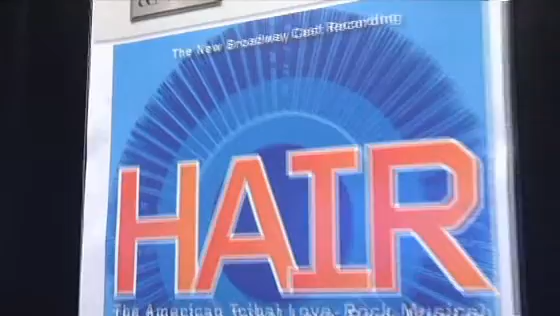 The New Broadway Cast Recording
HAIR
The American Tribal Love-Rock Musical